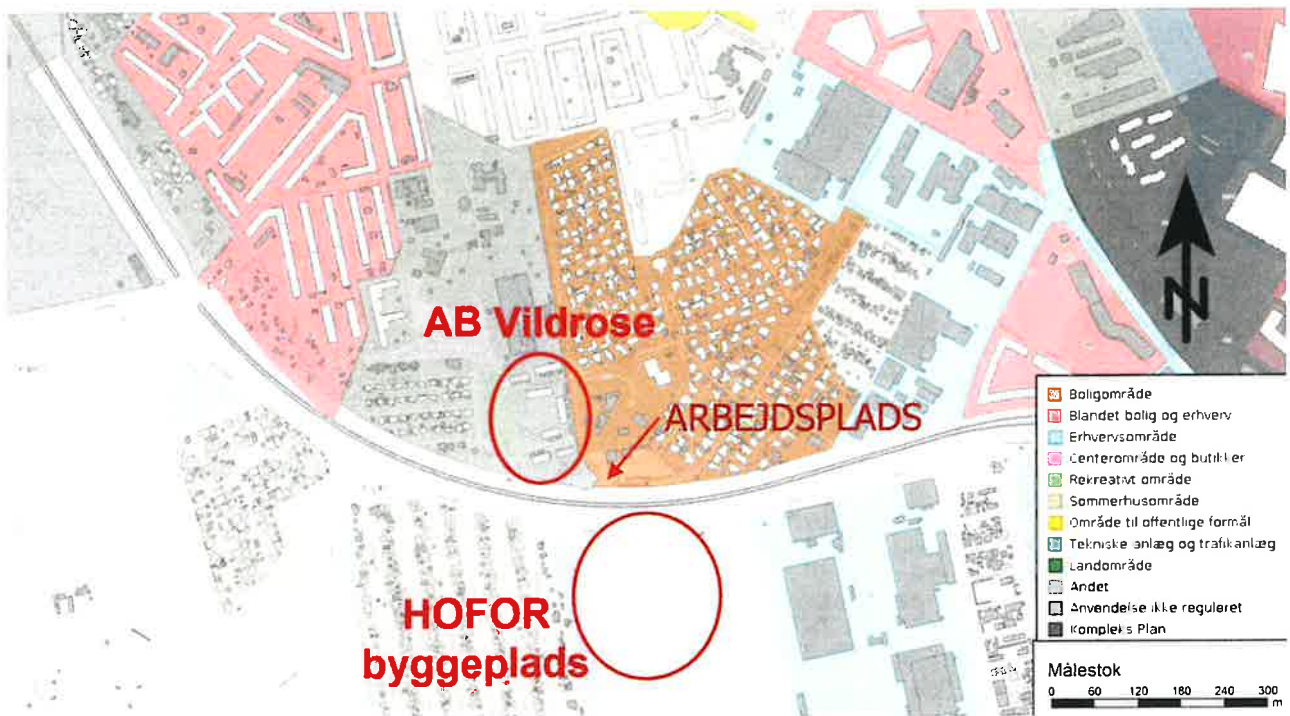 AB Vildrose
ARBEJDSPLADS
HOFOR
byggeplads
N
Boligområde
Blandet bolig og erhverv
Erhvervsområde
Centerområde og butikker
Rekreativt område
Sommerhusområde
Område til offentlige formål
Tekniske anlæg og trafikanlæg
Landområde
Andet
Anvendelse ikke reguleret
Kompleks Plan
Målestok
0 60 120 180 240 300
m